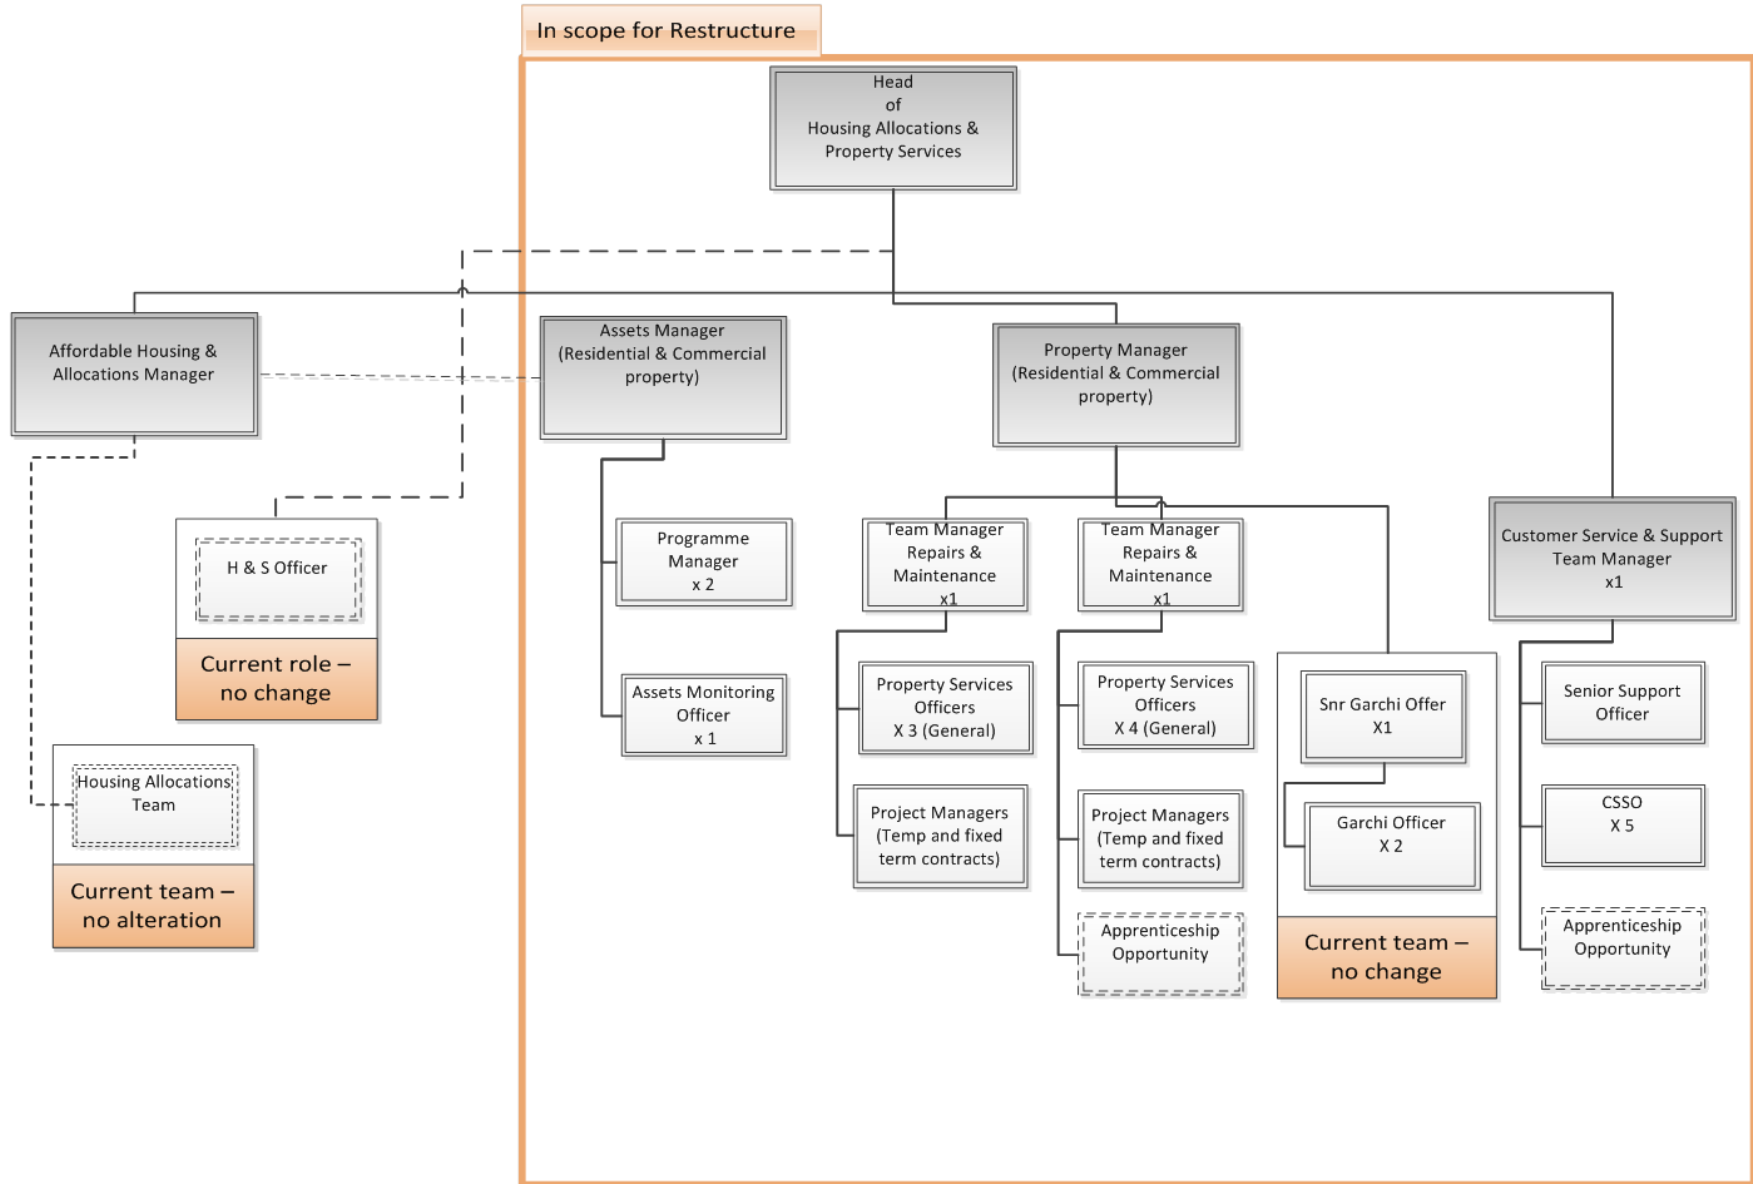 In scope for Restructure
Head
of
Housing Allocations &
Property Services
Affordable Housing &
Allocations Manager
Assets Manager
(Residential & Commercial
property)
Property Manager
(Residential & Commercial
property)
Customer Service & Support
Team Manager
x1
H & S Officer
Current role –
no change
Housing Allocations
Team
Current team –
no alteration
Programme
Manager
x 2
Assets Monitoring
Officer
x 1
Team Manager
Repairs &
Maintenance
x1
Property Services
Officers
X 3 (General)
Project Managers
(Temp and fixed
term contracts)
Team Manager
Repairs &
Maintenance
x1
Property Services
Officers
X 4 (General)
Project Managers
(Temp and fixed
term contracts)
Apprenticeship
Opportunity
Snr Garchi Offer
X1
Garchi Officer
X 2
Current team –
no change
Senior Support
Officer
CSSO
X 5
Apprenticeship
Opportunity